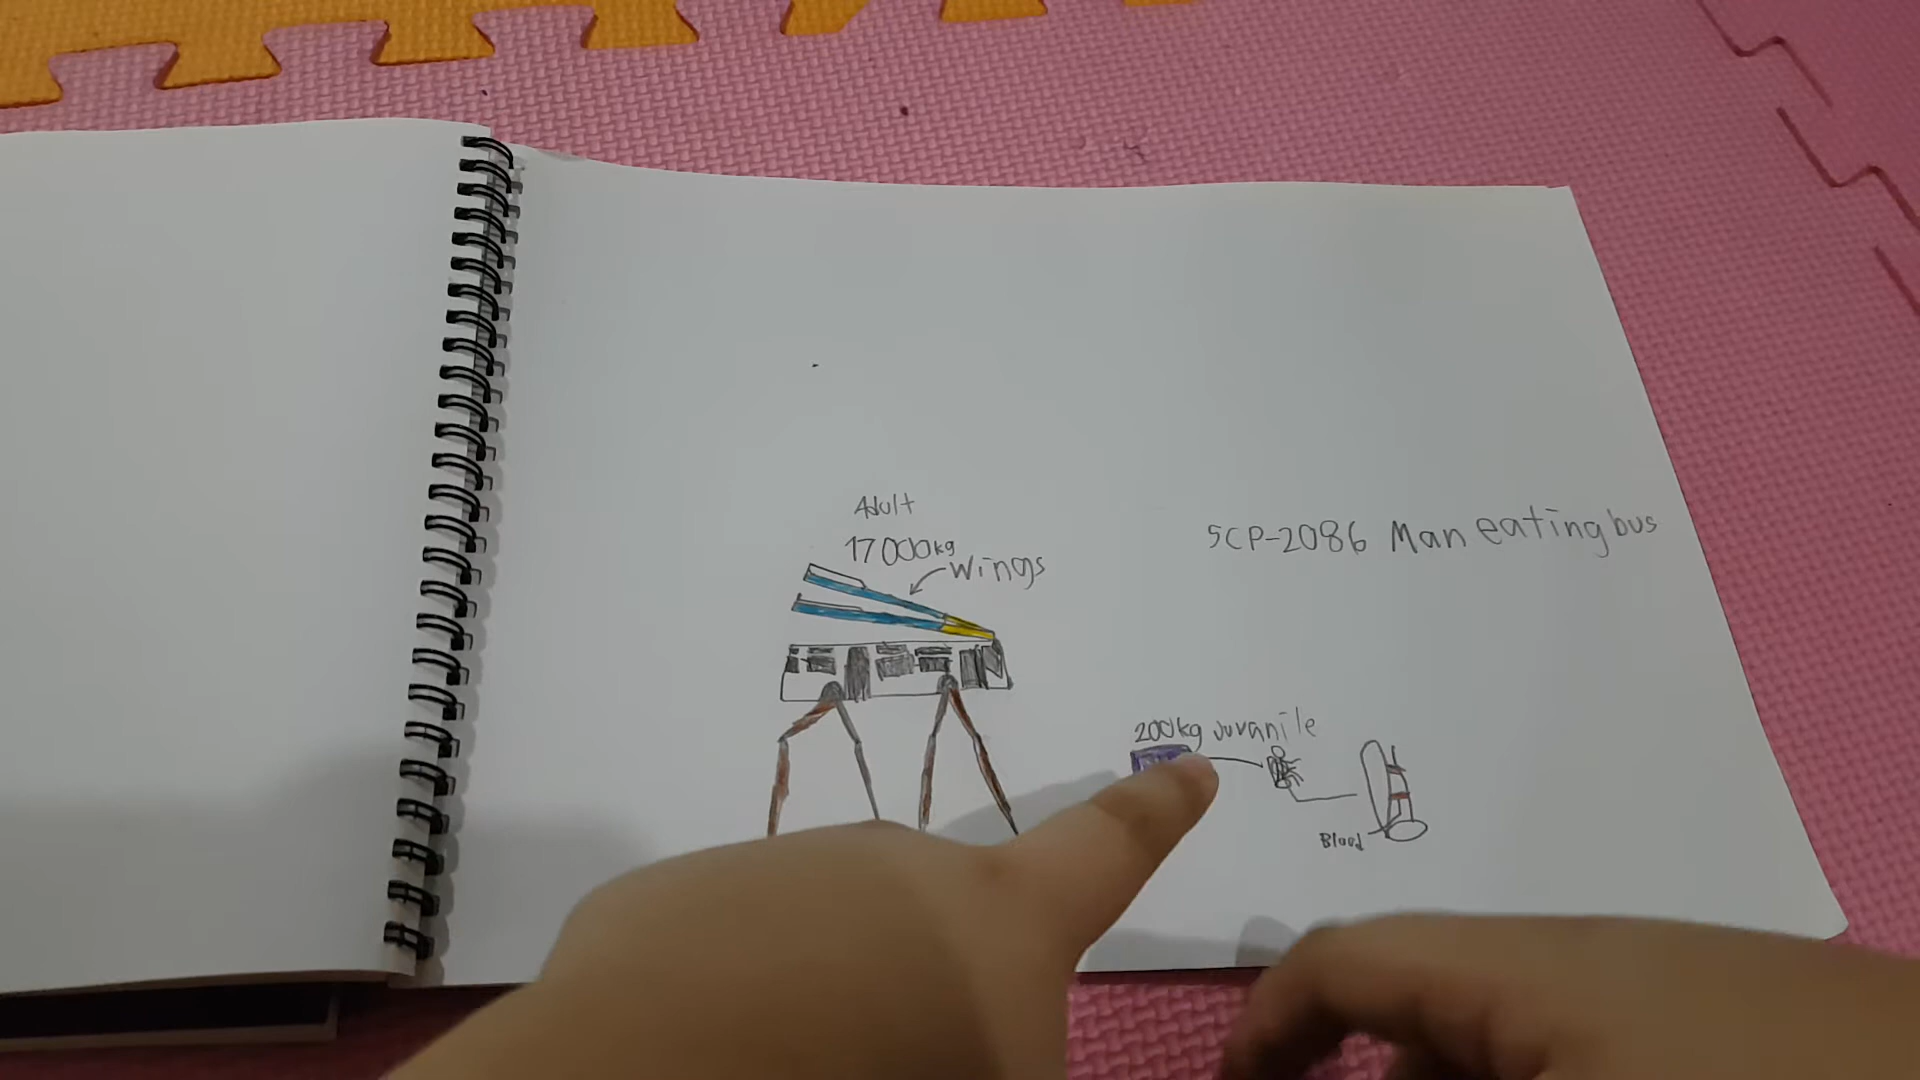 Adult
17000kg
Wings
SCP-2086 Man eating bus
200kg Juvanile
Blood